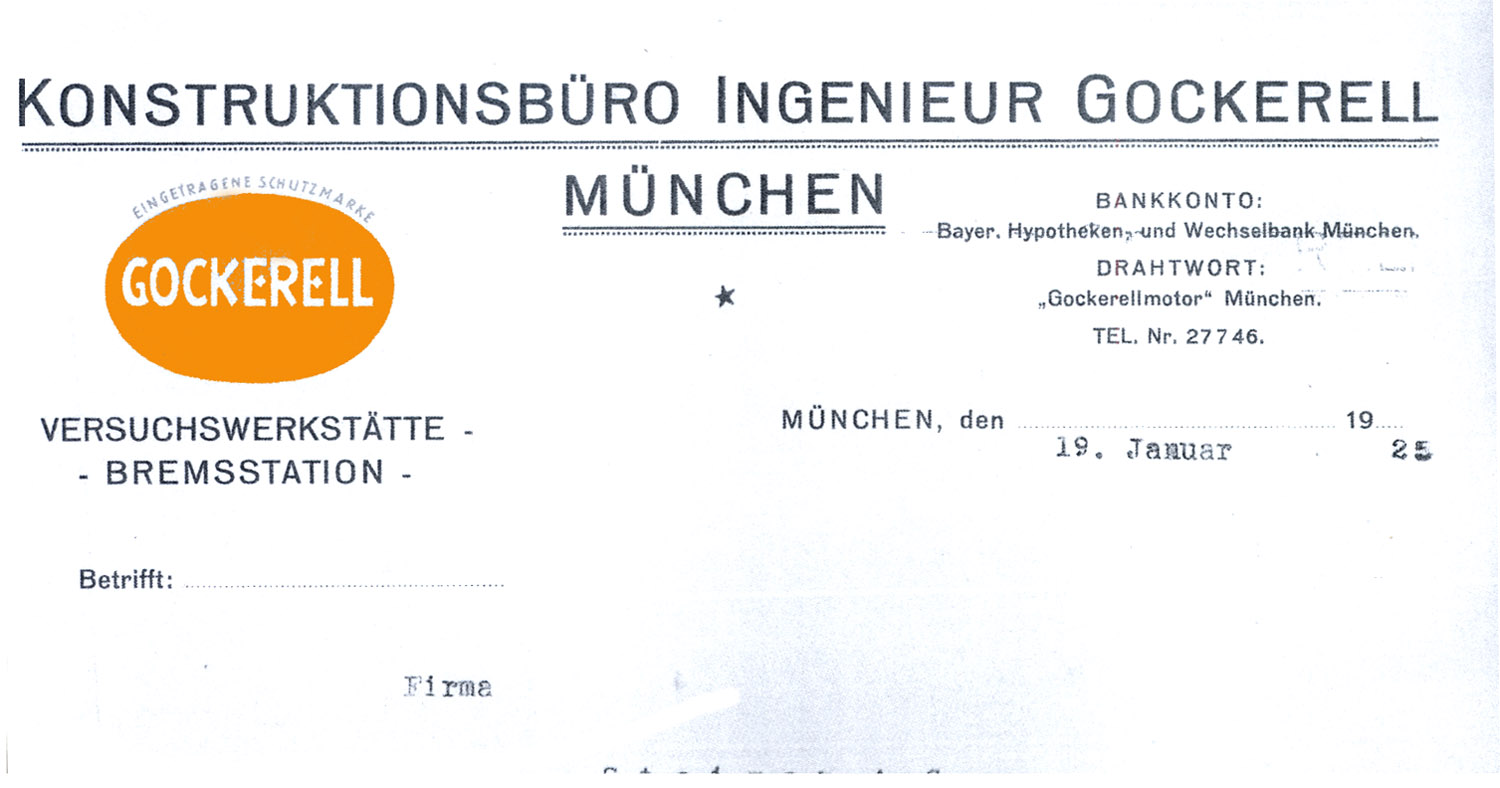 KONSTRUKTIONSBÜRO INGENIEUR GOCKERELL
MÜNCHEN
EINGETRAGENE SCHUTZMARKE
GOCKERELL
VERSUCHSWERKSTÄTTE -
- BREMSSTATION -
BANKKONTO:
Bayer. Hypotheken- und Wechselbank München.
DRAHTWORT:
„Gockerellmotor“ München.
TEL. Nr. 27746.
MÜNCHEN, den 19
19. Januar 25
Betrifft:
Firma